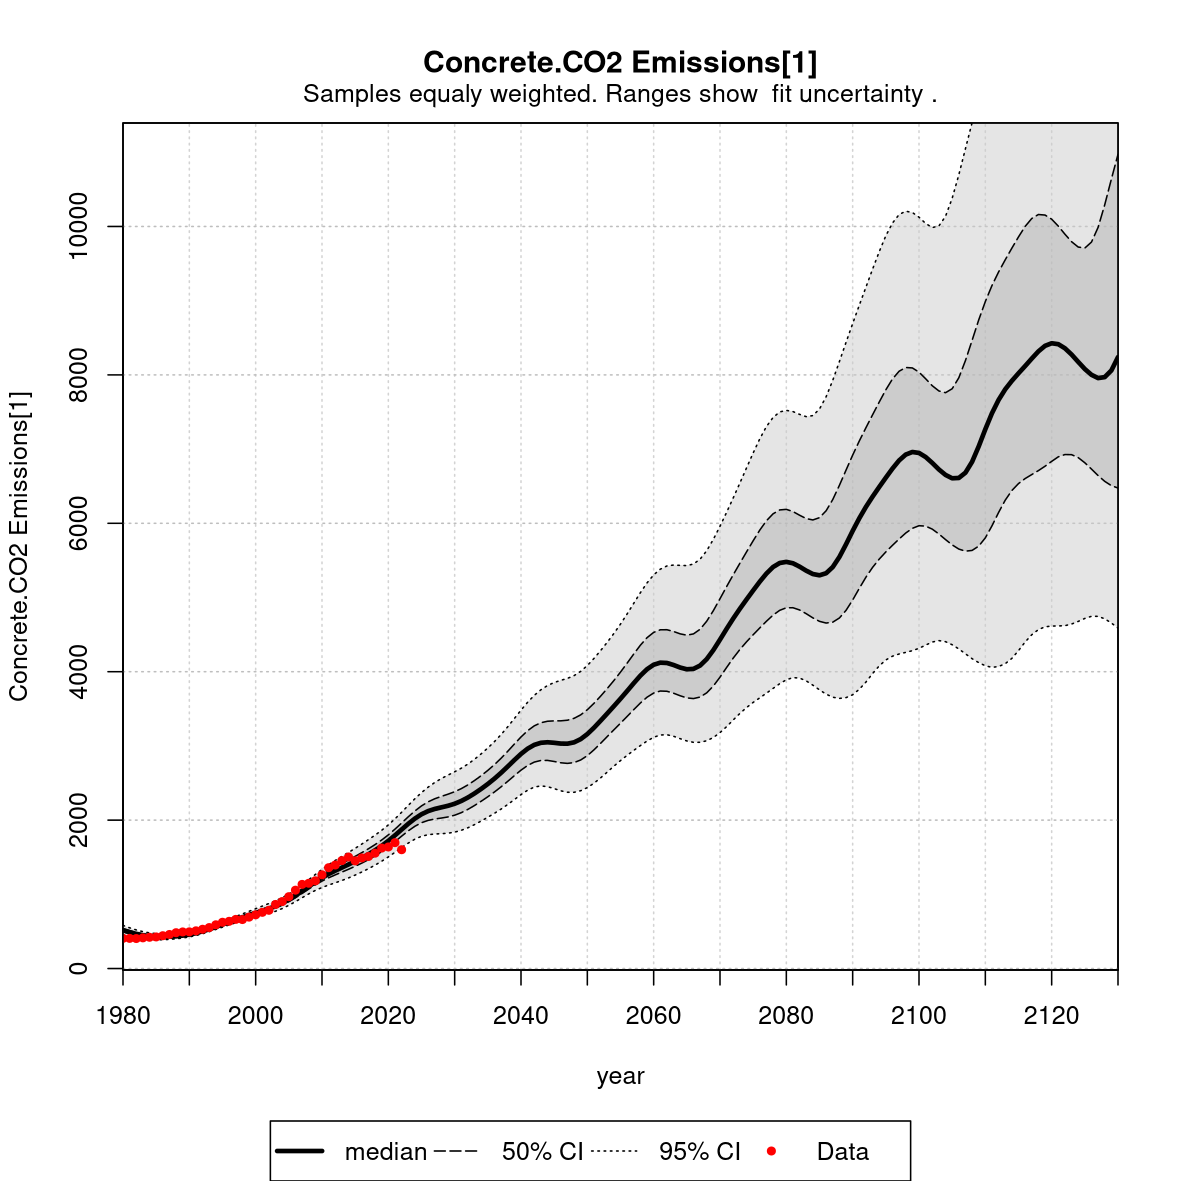 Concrete.CO2 Emissions[1]
Samples equaly weighted. Ranges show  fit uncertainty .
Concrete.CO2 Emissions[1]
10000
8000
6000
4000
2000
0
1980 2000 2020 2040 2060 2080 2100 2120
year
median 50% CI 95% CI Data